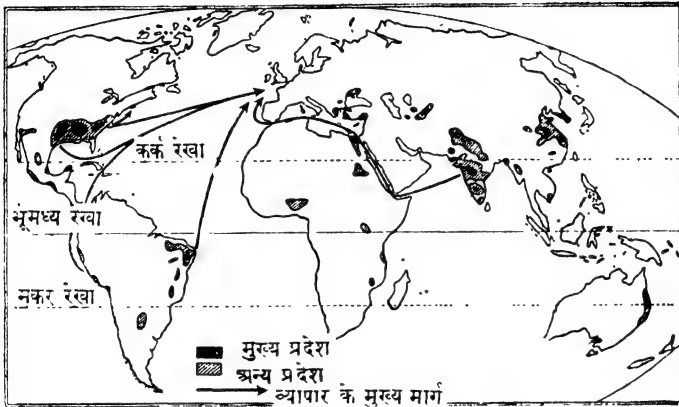 कर्क रेखा
भूमध्य रेखा
मकर रेखा
मुख्य प्रदेश
अन्य प्रदेश
व्यापार के मुख्य मार्ग